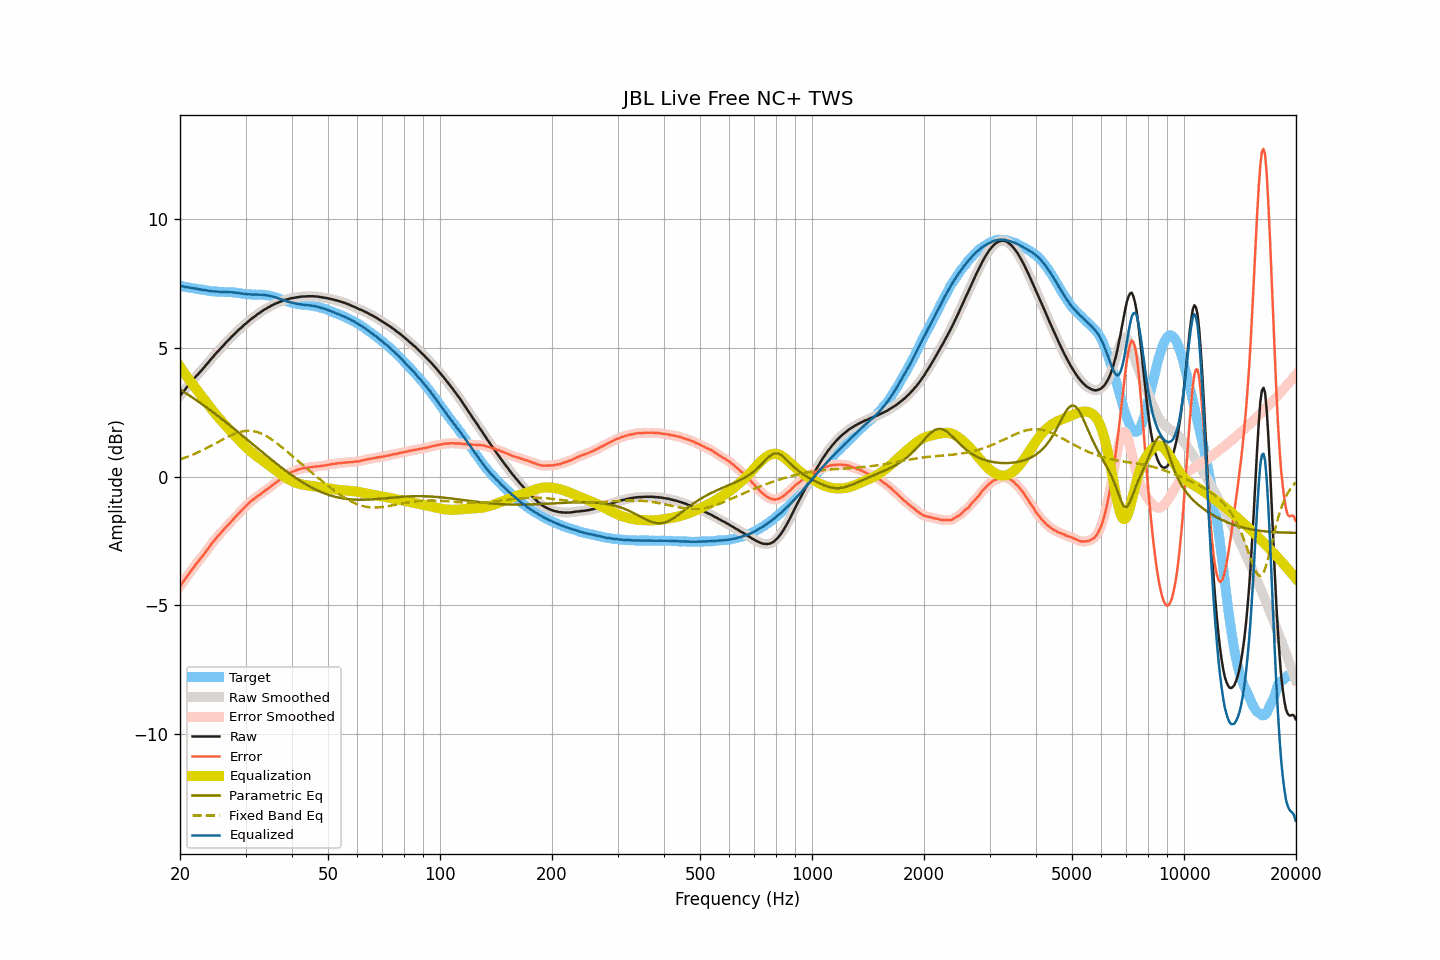 JBL Live Free NC+ TWS
Amplitude (dBr)
10
5
0
−5
−10
Target
Raw Smoothed
Error Smoothed
Raw
Error
Equalization
Parametric Eq
Fixed Band Eq
Equalized
20 50 100 200 500 1000 2000 5000 10000 20000
Frequency (Hz)